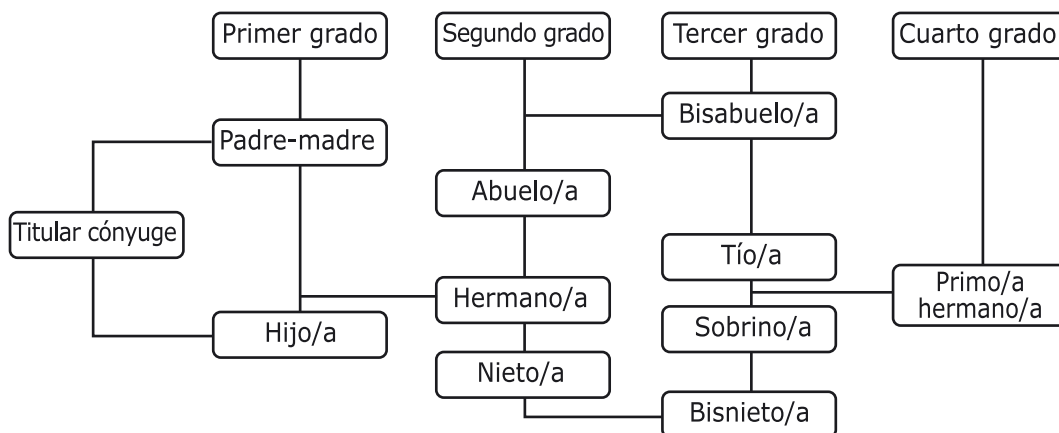 Primer grado
Segundo grado
Tercer grado
Cuarto grado
Bisabuelo/a
Padre-madre
Abuelo/a
Titular cónyuge
Tío/a
Primo/a
hermano/a
Hermano/a
Hijo/a
Sobrino/a
Nieto/a
Bisnieto/a